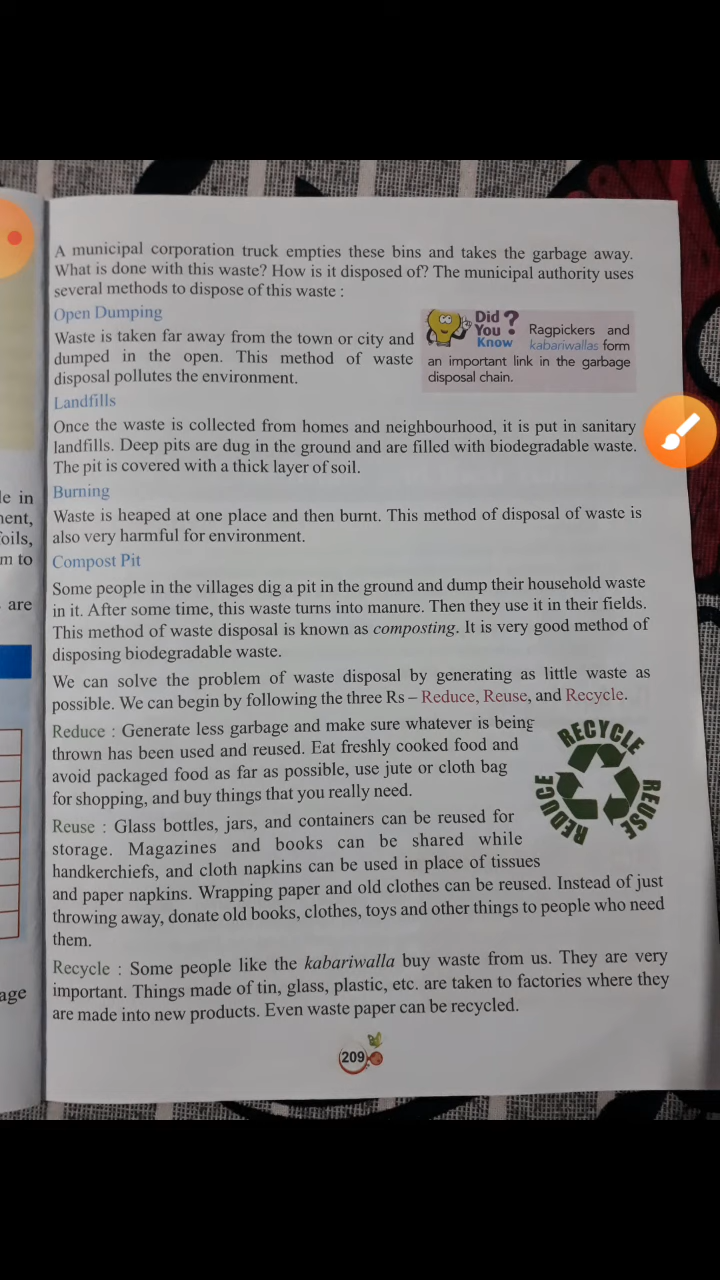 A municipal corporation truck empties these bins and takes the garbage away.
What is done with this waste? How is it disposed of? The municipal authority uses
several methods to dispose of this waste :
Open Dumping
Waste is taken far away from the town or city and
dumped in the open. This method of waste
disposal pollutes the environment.
Did You Know ?
Ragpickers and
kabariwallas form
an important link in the garbage
disposal chain.
Landfills
Once the waste is collected from homes and neighbourhood, it is put in sanitary
landfills. Deep pits are dug in the ground and are filled with biodegradable waste.
The pit is covered with a thick layer of soil.
Burning
Waste is heaped at one place and then burnt. This method of disposal of waste is
also very harmful for environment.
Compost Pit
Some people in the villages dig a pit in the ground and dump their household waste
in it. After some time, this waste turns into manure. Then they use it in their fields.
This method of waste disposal is known as composting. It is very good method of
disposing biodegradable waste.
We can solve the problem of waste disposal by generating as little waste as
possible. We can begin by following the three Rs – Reduce, Reuse, and Recycle.
Reduce : Generate less garbage and make sure whatever is being
thrown has been used and reused. Eat freshly cooked food and
avoid packaged food as far as possible, use jute or cloth bag
for shopping, and buy things that you really need.
RECYCLE
REUSE
REDUCE
Reuse : Glass bottles, jars, and containers can be reused for
storage. Magazines and books can be shared while
handkerchiefs, and cloth napkins can be used in place of tissues
and paper napkins. Wrapping paper and old clothes can be reused. Instead of just
throwing away, donate old books, clothes, toys and other things to people who need
them.
Recycle : Some people like the kabariwalla buy waste from us. They are very
important. Things made of tin, glass, plastic, etc. are taken to factories where they
are made into new products. Even waste paper can be recycled.
209
in
to
are